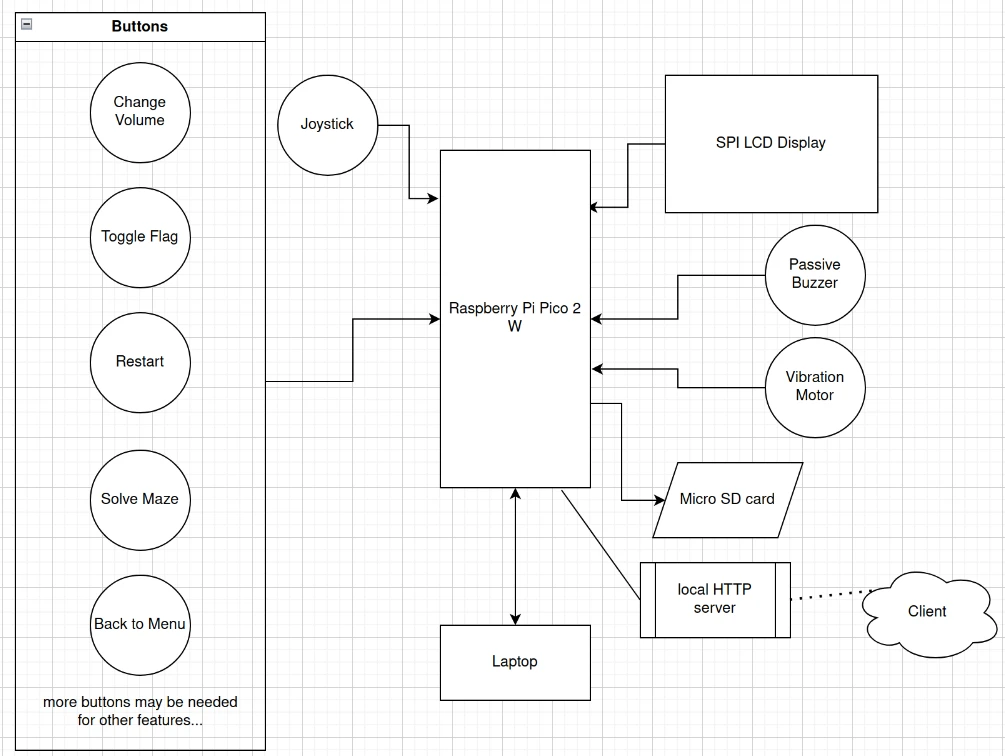 Buttons
Change
Volume
Toggle Flag
Restart
Solve Maze
Back to Menu
more buttons may be needed
for other features...
Joystick
Raspberry Pi Pico 2
W
SPI LCD Display
Passive
Buzzer
Vibration
Motor
Micro SD card
local HTTP
server
Client
Laptop